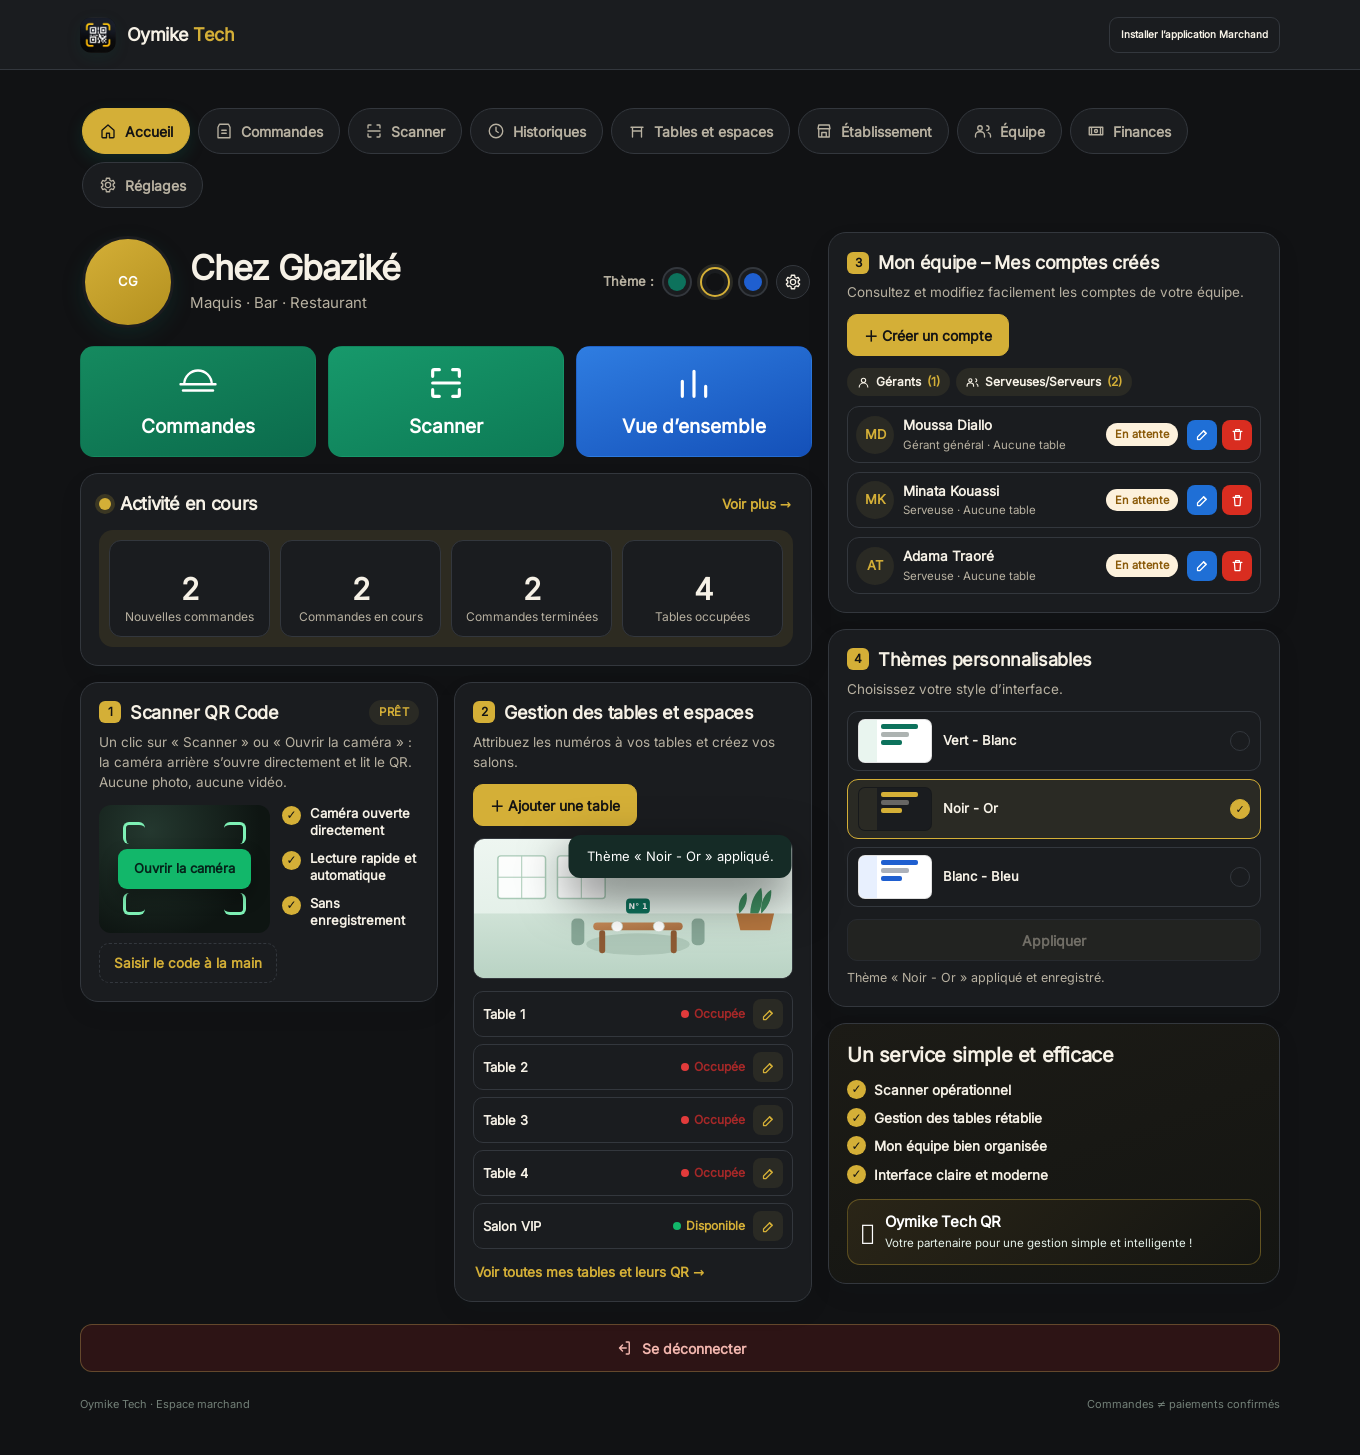 Oymike Tech
Installer l’application Marchand
Accueil
Commandes
Scanner
Historiques
Tables et espaces
Établissement
Équipe
Finances
Réglages
CG
Chez Gbaziké
Maquis · Bar · Restaurant
Thème :
Commandes
Scanner
Vue d’ensemble
Activité en cours
Voir plus →
2
Nouvelles commandes
2
Commandes en cours
2
Commandes terminées
4
Tables occupées
1 Scanner QR Code
PRÊT
Un clic sur « Scanner » ou « Ouvrir la caméra » :
la caméra arrière s’ouvre directement et lit le QR.
Aucune photo, aucune vidéo.
Ouvrir la caméra
✓ Caméra ouverte
directement
✓ Lecture rapide et
automatique
✓ Sans
enregistrement
Saisir le code à la main
2 Gestion des tables et espaces
Attribuez les numéros à vos tables et créez vos
salons.
+ Ajouter une table
Thème « Noir - Or » appliqué.
N° 1
Table 1
Occupée
Table 2
Occupée
Table 3
Occupée
Table 4
Occupée
Salon VIP
Disponible
Voir toutes mes tables et leurs QR →
3 Mon équipe – Mes comptes créés
Consultez et modifiez facilement les comptes de votre équipe.
+ Créer un compte
Gérants (1)
Serveuses/Serveurs (2)
MD
Moussa Diallo
Gérant général · Aucune table
En attente
MK
Minata Kouassi
Serveuse · Aucune table
En attente
AT
Adama Traoré
Serveuse · Aucune table
En attente
4 Thèmes personnalisables
Choisissez votre style d’interface.
Vert - Blanc
Noir - Or
✓
Blanc - Bleu
Appliquer
Thème « Noir - Or » appliqué et enregistré.
Un service simple et efficace
✓ Scanner opérationnel
✓ Gestion des tables rétablie
✓ Mon équipe bien organisée
✓ Interface claire et moderne
Oymike Tech QR
Votre partenaire pour une gestion simple et intelligente !
Se déconnecter
Oymike Tech · Espace marchand
Commandes ≠ paiements confirmés